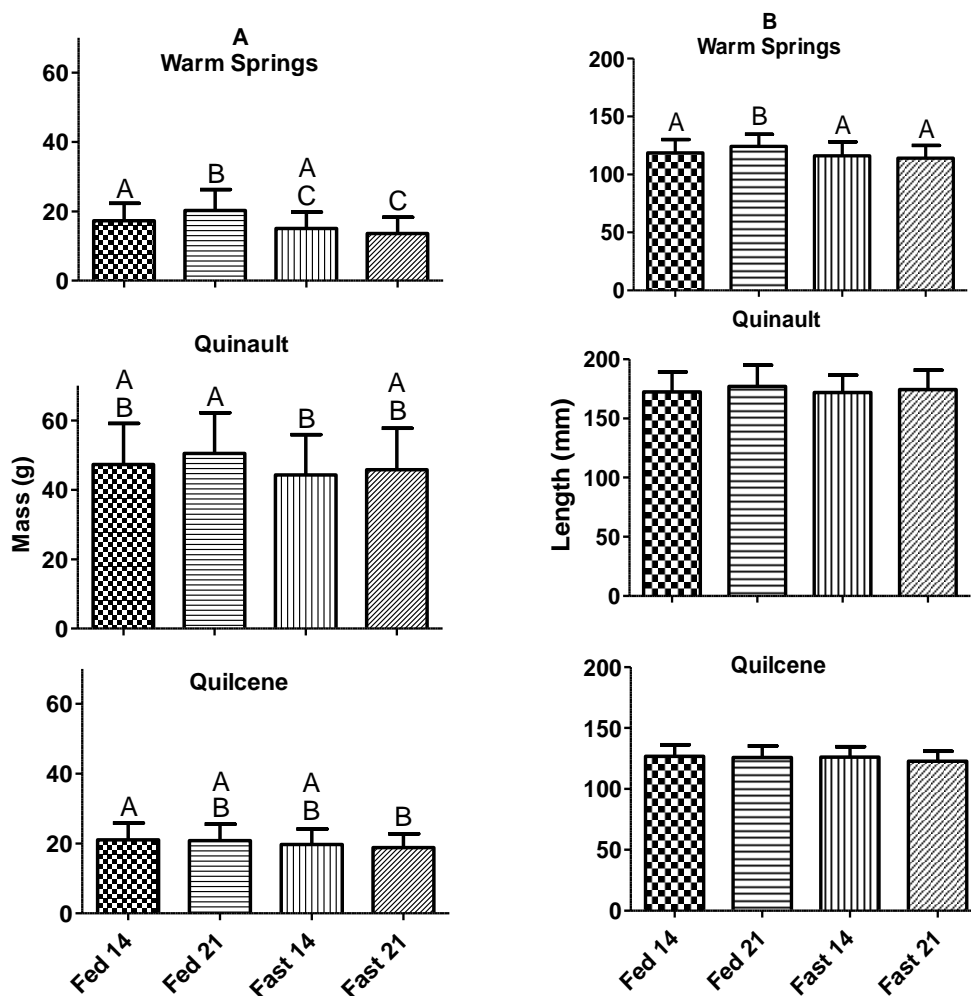 A
Warm Springs
60
40
20
0
A
B
A
C
C
Quinault
Mass (g)
60
40
20
0
A
B
A
B
A
B
Quilcene
60
40
20
0
A
A
B
A
B
B
Fed 14
Fed 21
Fast 14
Fast 21
B
Warm Springs
200
150
100
50
0
A
B
A
A
Quinault
Length (mm)
200
150
100
50
0
Quilcene
200
150
100
50
0
Fed 14
Fed 21
Fast 14
Fast 21